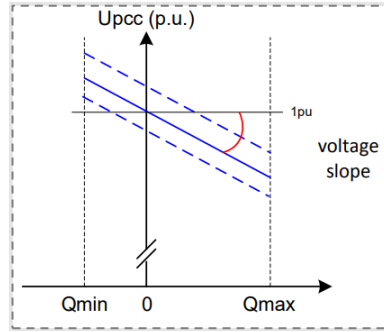 Upcc (p.u.)
1pu
voltage
slope
Qmin 0 Qmax